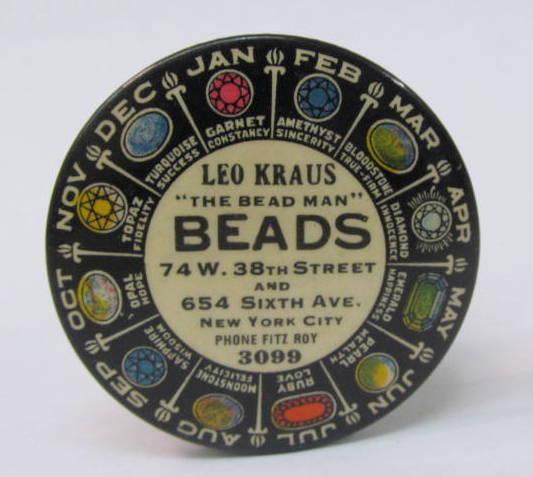 LEO KRAUS
"THE BEAD MAN"
BEADS
74 W. 38TH STREET
AND
654 SIXTH AVE.
NEW YORK CITY
PHONE FITZ ROY
3099
JAN
GARNET
CONSTANCY
FEB
AMETHYST
SINCERITY
MAR
BLOODSTONE
TRUE-FIRM
APR
DIAMOND
INNOCENCE
MAY
EMERALD
HAPPINESS
JUN
PEARL
HEALTH
JUL
RUBY
LOVE
AUG
MOONSTONE
FELICITY
SEP
SAPPHIRE
WISDOM
OCT
OPAL
HOPE
NOV
TOPAZ
FIDELITY
DEC
TURQUOISE
SUCCESS